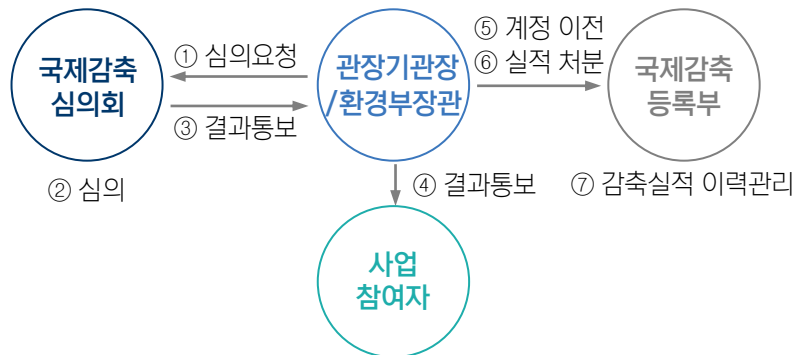 국제감축
심의회
① 심의요청
③ 결과통보
② 심의
관장기관장
/환경부장관
⑤ 계정 이전
⑥ 실적 처분
국제감축
등록부
④ 결과통보
⑦ 감축실적 이력관리
사업
참여자